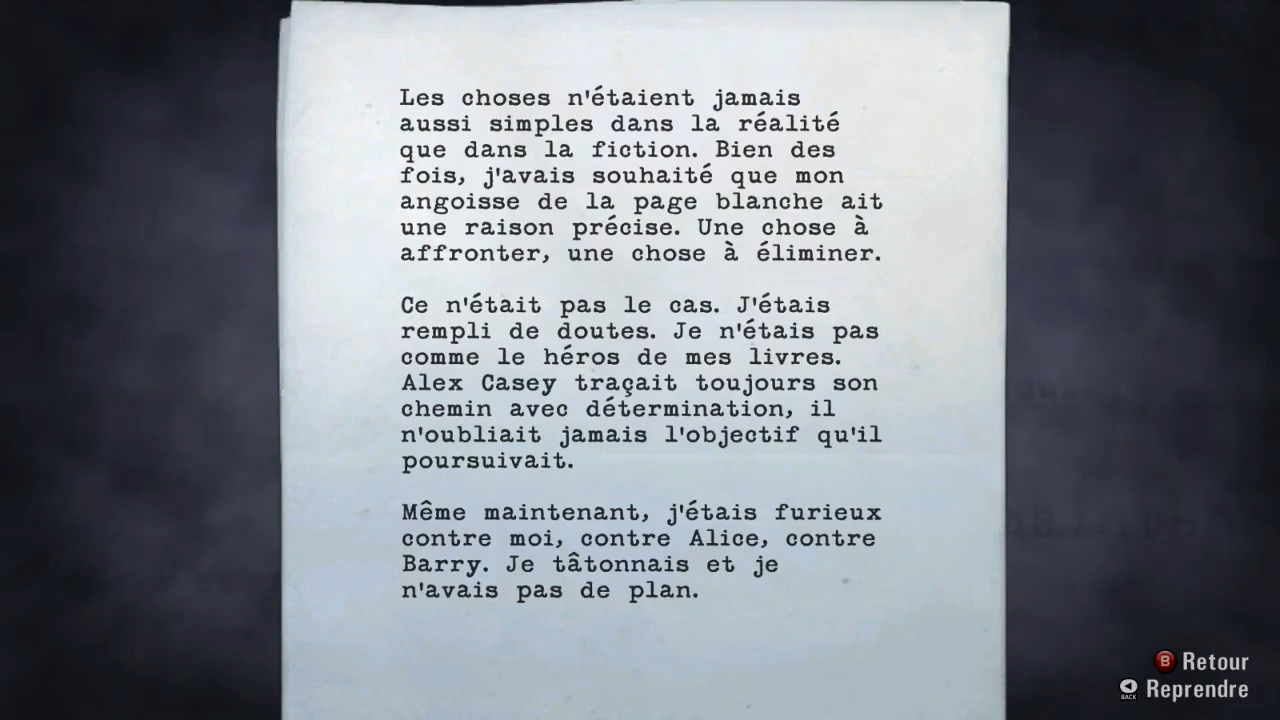 Les choses n'étaient jamais
aussi simples dans la réalité
que dans la fiction. Bien des
fois, j'avais souhaité que mon
angoisse de la page blanche ait
une raison précise. Une chose à
affronter, une chose à éliminer.
Ce n'était pas le cas. J'étais
rempli de doutes. Je n'étais pas
comme le héros de mes livres.
Alex Casey traçait toujours son
chemin avec détermination, il
n'oubliait jamais l'objectif qu'il
poursuivait.
Même maintenant, j'étais furieux
contre moi, contre Alice, contre
Barry. Je tâtonnais et je
n'avais pas de plan.
B Retour
BACK Reprendre